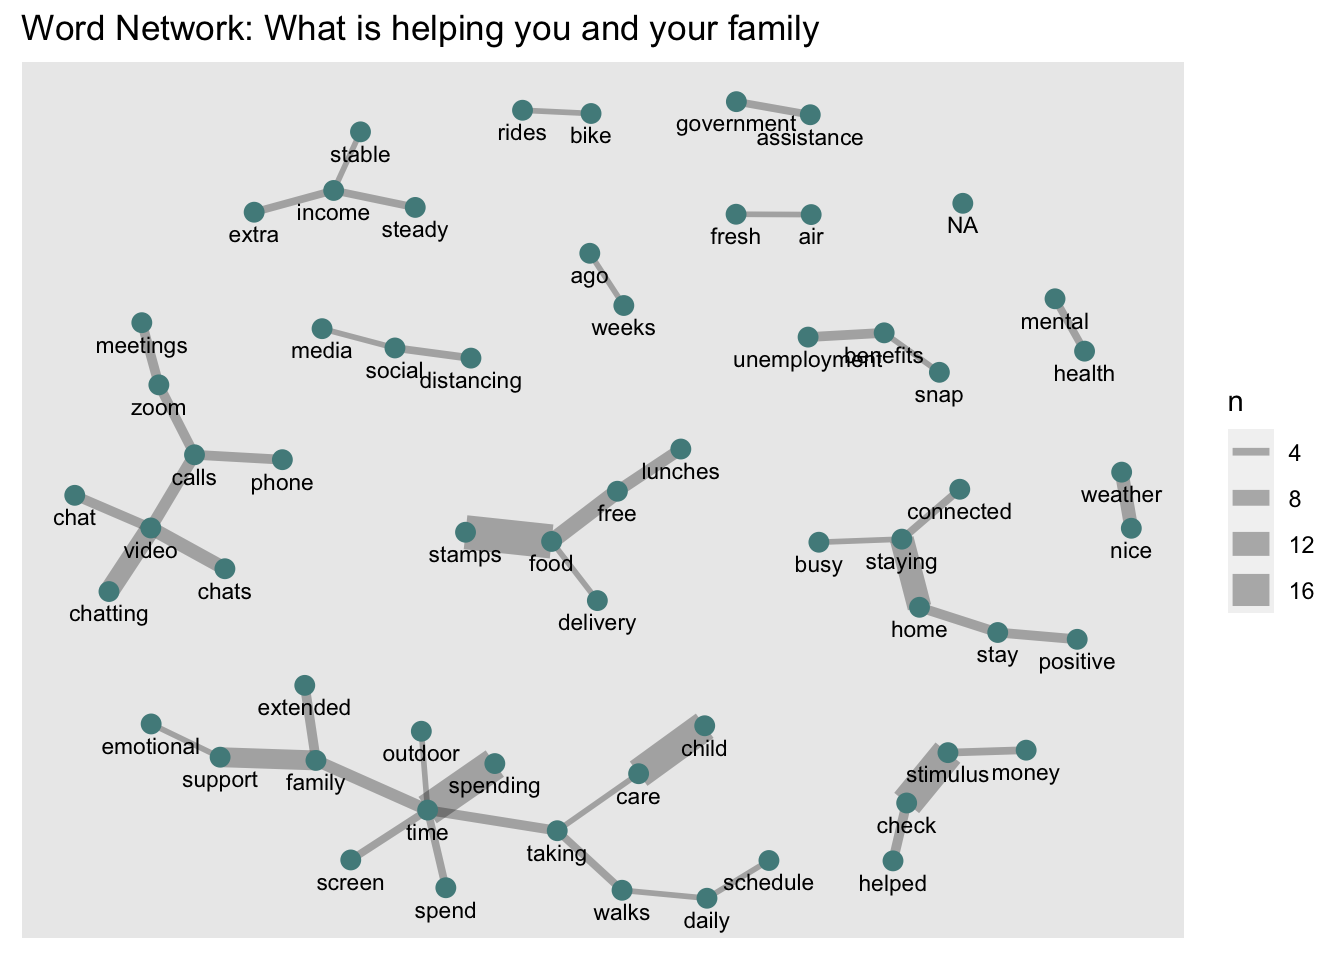 Word Network: What is helping you and your family
rides
bike
government
assistance
stable
income
extra
steady
fresh
air
NA
ago
weeks
mental
health
meetings
media
social
distancing
unemployment
benefits
snap
zoom
calls
phone
chat
video
chats
chatting
lunches
free
stamps
food
delivery
connected
busy
staying
home
stay
positive
weather
nice
n
4
8
12
16
extended
emotional
support
family
outdoor
spending
time
screen
spend
child
care
taking
walks
daily
schedule
stimulus
money
check
helped